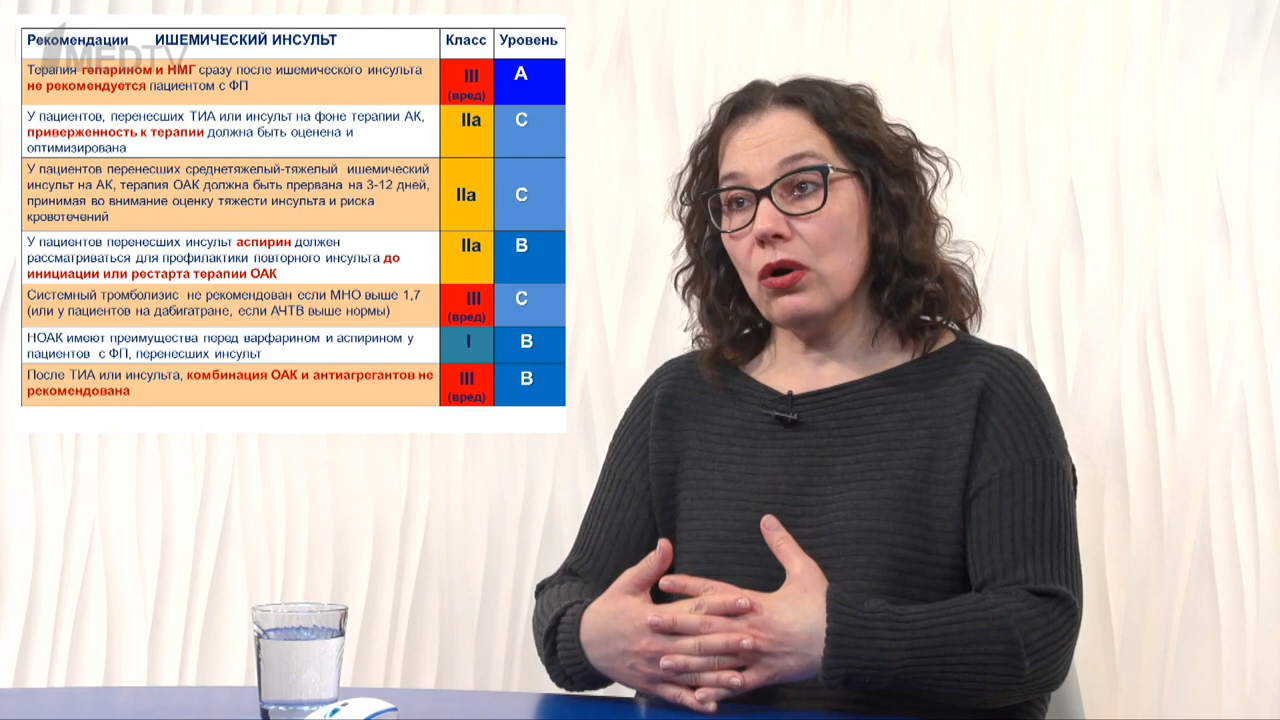 1MEDTV
Рекомендации ИШЕМИЧЕСКИЙ ИНСУЛЬТ Класс Уровень
Терапия гепарином и НМГ сразу после ишемического инсульта
не рекомендуется пациентом с ФП
III
(вред)
A
У пациентов, перенесших ТИА или инсульт на фоне терапии АК,
приверженность к терапии должна быть оценена и
оптимизирована
IIa
C
У пациентов перенесших среднетяжелый-тяжелый ишемический
инсульт на АК, терапия ОАК должна быть прервана на 3-12 дней,
принимая во внимание оценку тяжести инсульта и риска
кровотечений
IIa
C
У пациентов перенесших инсульт аспирин должен
рассматриваться для профилактики повторного инсульта до
инициации или рестарта терапии ОАК
IIa
B
Системный тромболизис не рекомендован если МНО выше 1,7
(или у пациентов на дабигатране, если АЧТВ выше нормы)
III
(вред)
C
НОАК имеют преимущества перед варфарином и аспирином у
пациентов с ФП, перенесших инсульт
I
B
После ТИА или инсульта, комбинация ОАК и антиагрегантов не
рекомендована
III
(вред)
B